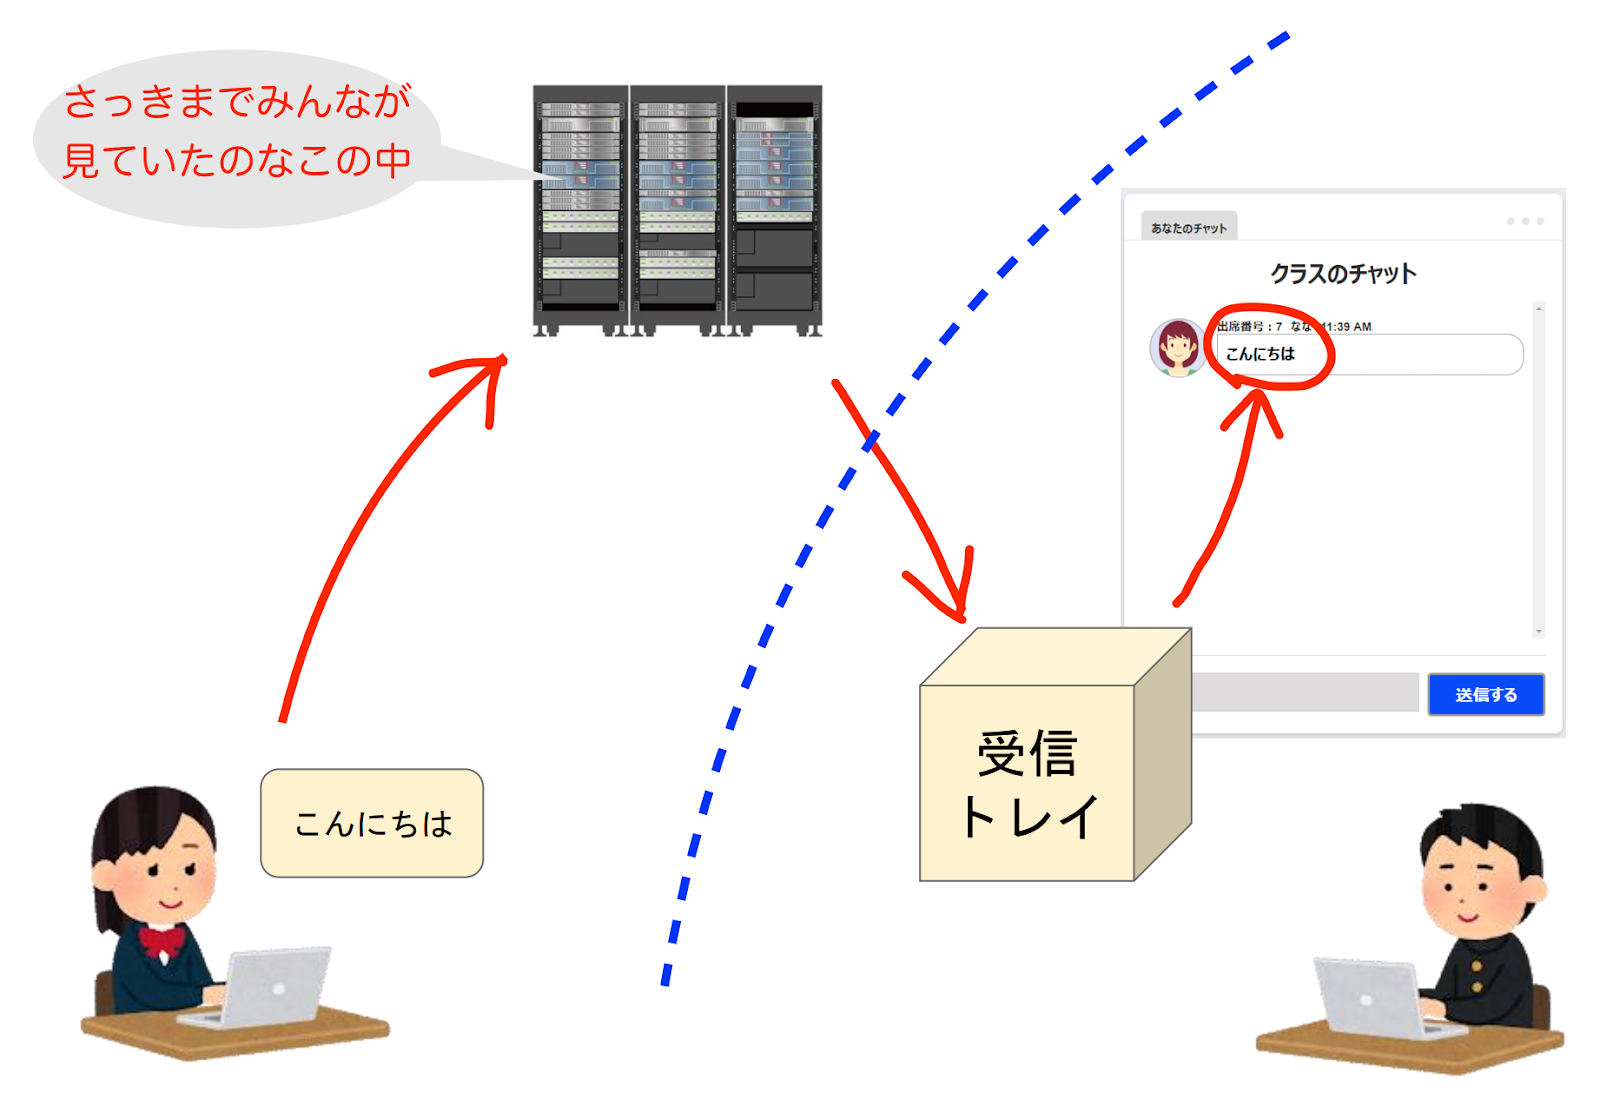 さっきまでみんなが
見ていたのなこの中
あなたのチャット
クラスのチャット
出席番号：7 なな 11:39 AM
こんにちは
送信する
受信
トレイ
こんにちは